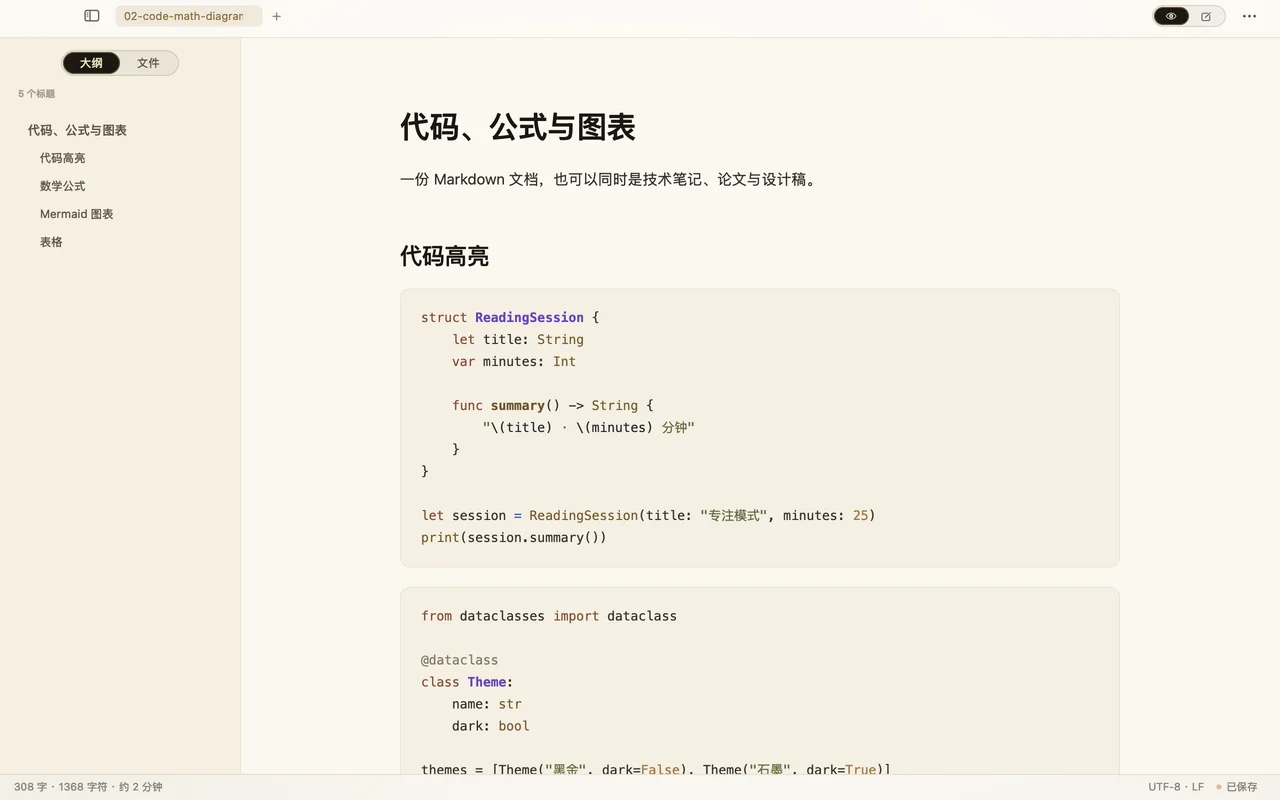 02-code-math-diagran
大纲
文件
5 个标题
代码、公式与图表
代码高亮
数学公式
Mermaid 图表
表格
代码、公式与图表
一份 Markdown 文档，也可以同时是技术笔记、论文与设计稿。
代码高亮
struct ReadingSession {
    let title: String
    var minutes: Int
    func summary() -> String {
        "\(title) · \(minutes) 分钟"
    }
}
let session = ReadingSession(title: "专注模式", minutes: 25)
print(session.summary())
from dataclasses import dataclass
@dataclass
class Theme:
    name: str
    dark: bool
themes = [Theme("黑金", dark=False), Theme("石墨", dark=True)]
308 字 · 1368 字符 · 约 2 分钟
UTF-8 · LF
已保存